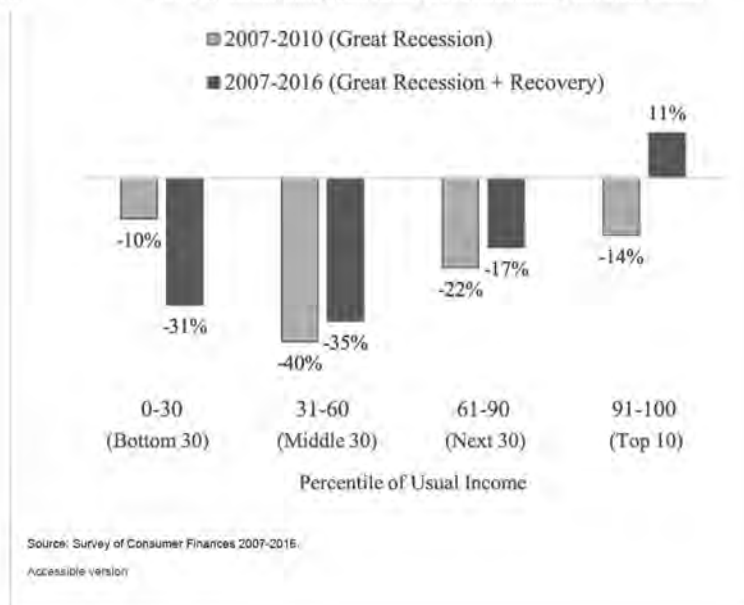 2007-2010 (Great Recession)
2007-2016 (Great Recession + Recovery)
11%
-10%
-31%
-40%
-35%
-22%
-17%
-14%
0-30
(Bottom 30)
31-60
(Middle 30)
61-90
(Next 30)
91-100
(Top 10)
Percentile of Usual Income
Source: Survey of Consumer Finances 2007-2016.
Accessible version